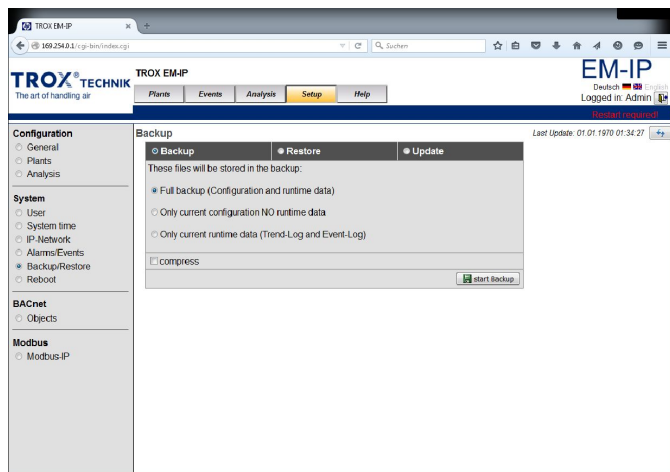 TROX EM-IP
169.254.0.1/cgi-bin/index.cgi
Suchen
TROX® TECHNIK
The art of handling air
TROX EM-IP
Plants Events Analysis Setup Help
EM-IP
Deutsch English
Logged in: Admin
Restart required!
Configuration
General
Plants
Analysis
System
User
System time
IP-Network
Alarms/Events
Backup/Restore
Reboot
BACnet
Objects
Modbus
Modbus-IP
Backup
Last Update: 01.01.1970 01:34:27
Backup Restore Update
These files will be stored in the backup:
Full backup (Configuration and runtime data)
Only current configuration NO runtime data
Only current runtime data (Trend-Log and Event-Log)
compress
start Backup